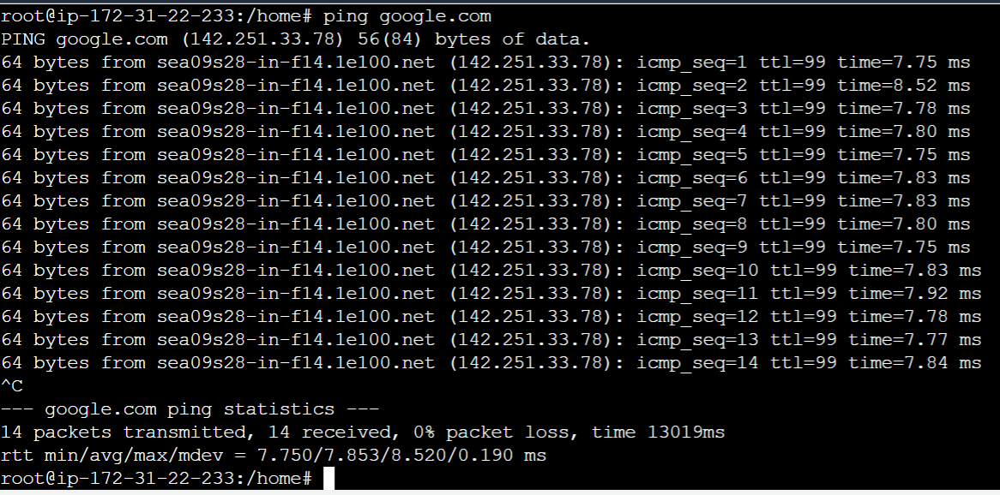 root@ip-172-31-22-233:/home# ping google.com
PING google.com (142.251.33.78) 56(84) bytes of data.
64 bytes from sea09s28-in-f14.1e100.net (142.251.33.78): icmp_seq=1 ttl=99 time=7.75 ms
64 bytes from sea09s28-in-f14.1e100.net (142.251.33.78): icmp_seq=2 ttl=99 time=8.52 ms
64 bytes from sea09s28-in-f14.1e100.net (142.251.33.78): icmp_seq=3 ttl=99 time=7.78 ms
64 bytes from sea09s28-in-f14.1e100.net (142.251.33.78): icmp_seq=4 ttl=99 time=7.80 ms
64 bytes from sea09s28-in-f14.1e100.net (142.251.33.78): icmp_seq=5 ttl=99 time=7.75 ms
64 bytes from sea09s28-in-f14.1e100.net (142.251.33.78): icmp_seq=6 ttl=99 time=7.83 ms
64 bytes from sea09s28-in-f14.1e100.net (142.251.33.78): icmp_seq=7 ttl=99 time=7.83 ms
64 bytes from sea09s28-in-f14.1e100.net (142.251.33.78): icmp_seq=8 ttl=99 time=7.80 ms
64 bytes from sea09s28-in-f14.1e100.net (142.251.33.78): icmp_seq=9 ttl=99 time=7.75 ms
64 bytes from sea09s28-in-f14.1e100.net (142.251.33.78): icmp_seq=10 ttl=99 time=7.83 ms
64 bytes from sea09s28-in-f14.1e100.net (142.251.33.78): icmp_seq=11 ttl=99 time=7.92 ms
64 bytes from sea09s28-in-f14.1e100.net (142.251.33.78): icmp_seq=12 ttl=99 time=7.78 ms
64 bytes from sea09s28-in-f14.1e100.net (142.251.33.78): icmp_seq=13 ttl=99 time=7.77 ms
64 bytes from sea09s28-in-f14.1e100.net (142.251.33.78): icmp_seq=14 ttl=99 time=7.84 ms
^C
--- google.com ping statistics ---
14 packets transmitted, 14 received, 0% packet loss, time 13019ms
rtt min/avg/max/mdev = 7.750/7.853/8.520/0.190 ms
root@ip-172-31-22-233:/home#